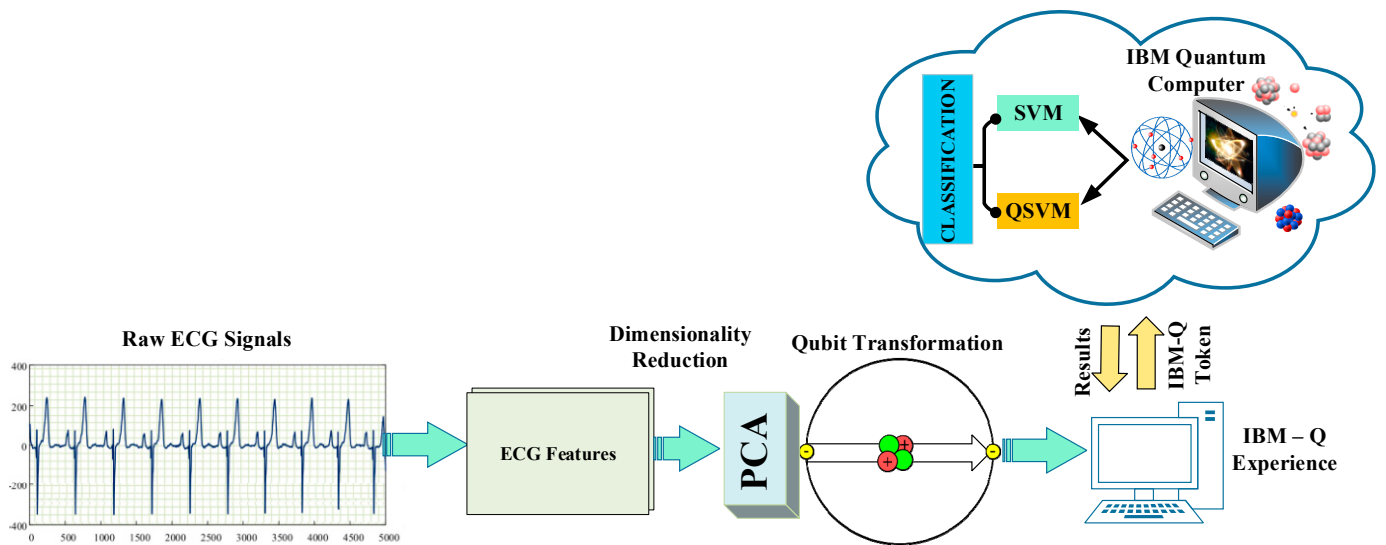 IBM Quantum
Computer
CLASSIFICATION
SVM
QSVM
Raw ECG Signals
400
200
0
-200
-400
0 500 1000 1500 2000 2500 3000 3500 4000 4500 5000
ECG Features
Dimensionality
Reduction
PCA
Qubit Transformation
-
+
+
-
Results
IBM-Q
Token
IBM – Q
Experience